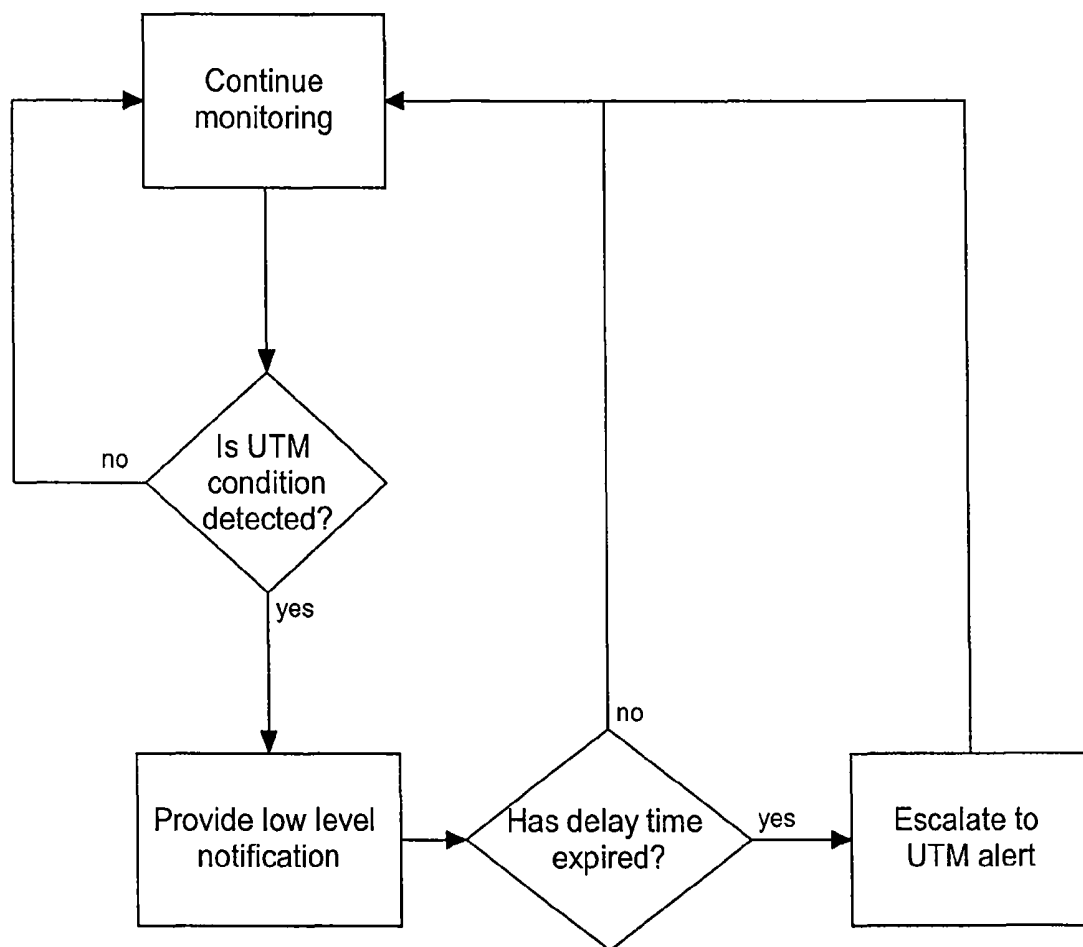 Continue
monitoring
Is UTM
condition
detected?
no
yes
Provide low level
notification
Has delay time
expired?
no
yes
Escalate to
UTM alert